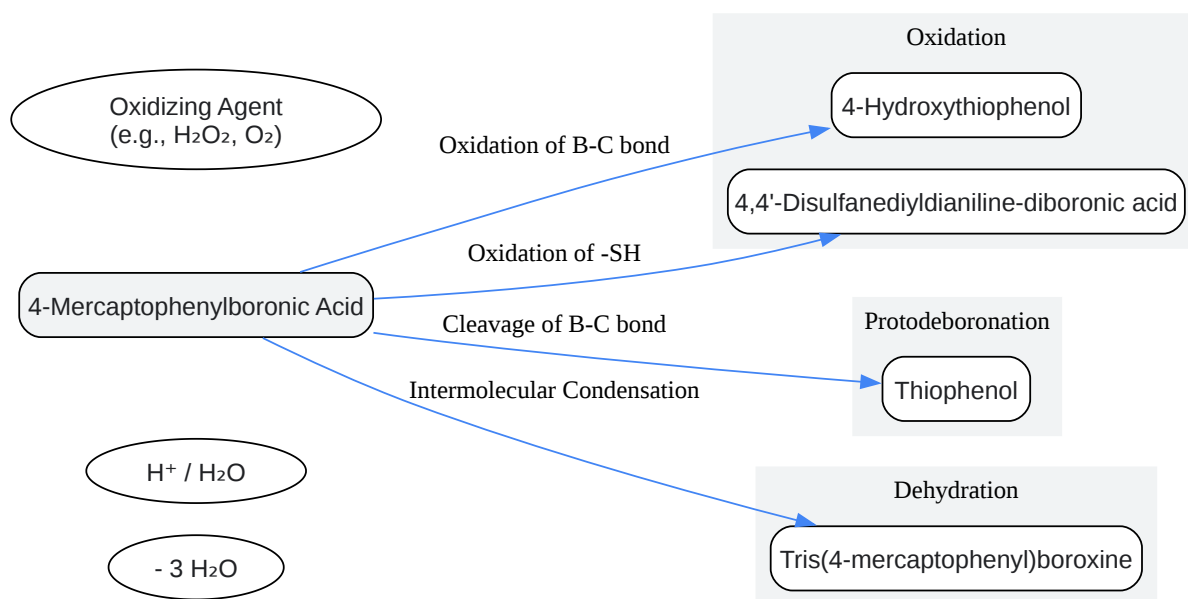 Oxidation
Oxidizing Agent
(e.g., H₂O₂, O₂)
4-Hydroxythiophenol
Oxidation of B-C bond
4,4'-Disulfanediyldianiline-diboronic acid
Oxidation of -SH
4-Mercaptophenylboronic Acid
Cleavage of B-C bond
Protodeboronation
Thiophenol
Intermolecular Condensation
H⁺ / H₂O
Dehydration
- 3 H₂O
Tris(4-mercaptophenyl)boroxine